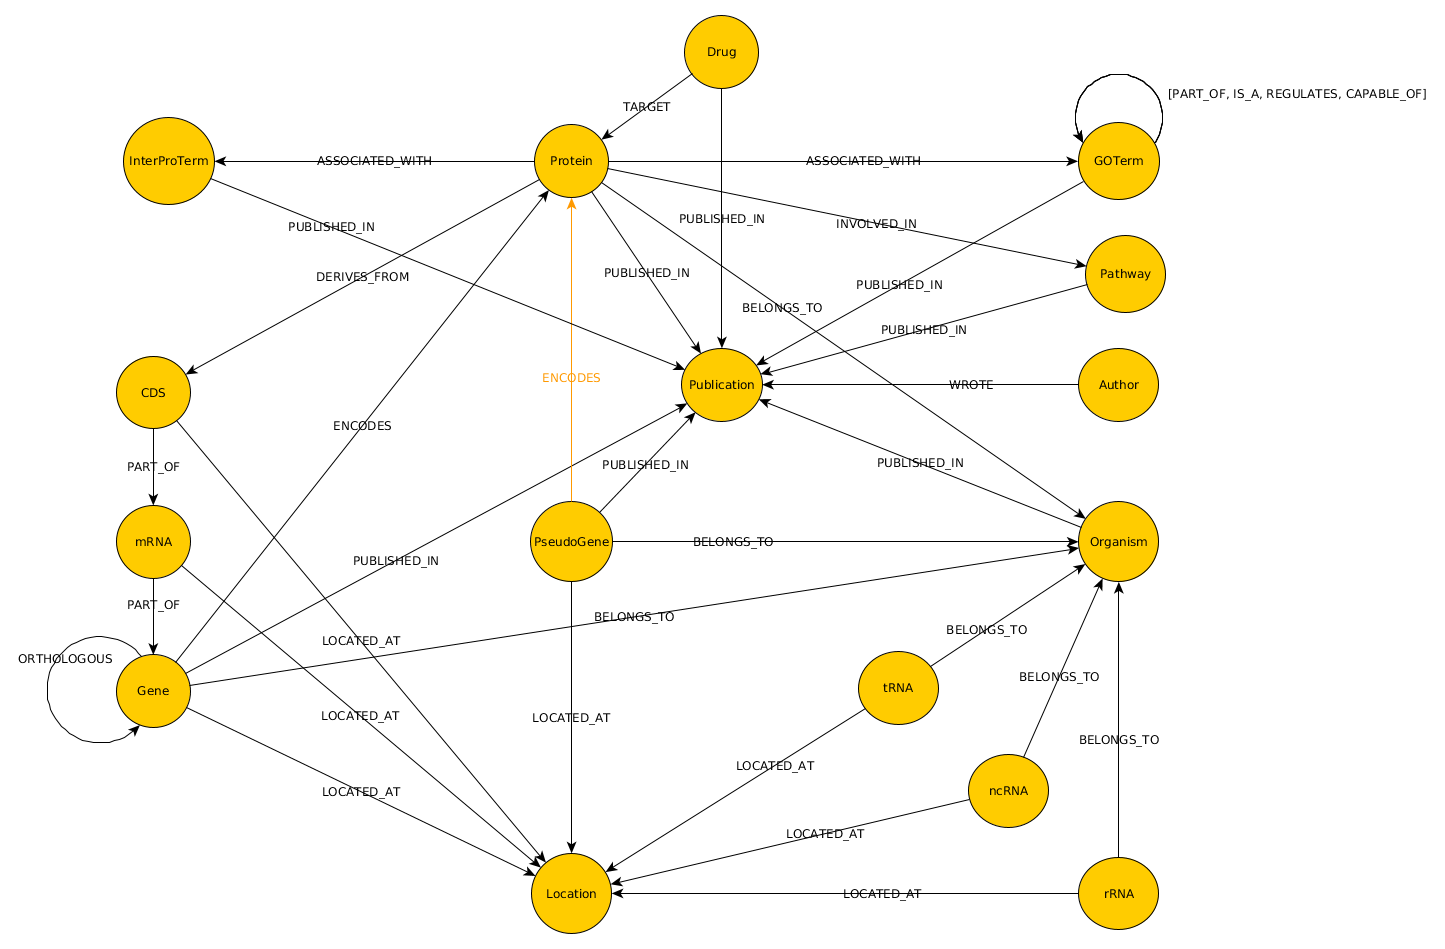 Drug
[PART_OF, IS_A, REGULATES, CAPABLE_OF]
TARGET
InterProTerm
ASSOCIATED_WITH
Protein
ASSOCIATED_WITH
GOTerm
PUBLISHED_IN
PUBLISHED_IN
INVOLVED_IN
DERIVES_FROM
PUBLISHED_IN
Pathway
PUBLISHED_IN
BELONGS_TO
PUBLISHED_IN
ENCODES
CDS
Publication
WROTE
Author
ENCODES
PART_OF
PUBLISHED_IN
PUBLISHED_IN
mRNA
PseudoGene
BELONGS_TO
Organism
PUBLISHED_IN
PART_OF
BELONGS_TO
BELONGS_TO
LOCATED_AT
ORTHOLOGOUS
BELONGS_TO
Gene
tRNA
LOCATED_AT
LOCATED_AT
BELONGS_TO
LOCATED_AT
LOCATED_AT
ncRNA
LOCATED_AT
Location
LOCATED_AT
rRNA